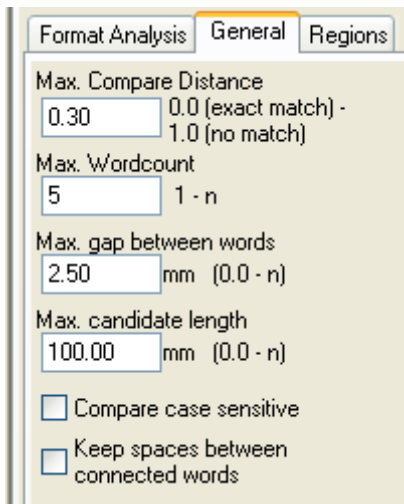 Format Analysis General Regions
Max. Compare Distance
0.30 0.0 (exact match) -
1.0 (no match)
Max. Wordcount
5 1 - n
Max. gap between words
2.50 mm (0.0 - n)
Max. candidate length
100.00 mm (0.0 - n)
Compare case sensitive
Keep spaces between
connected words